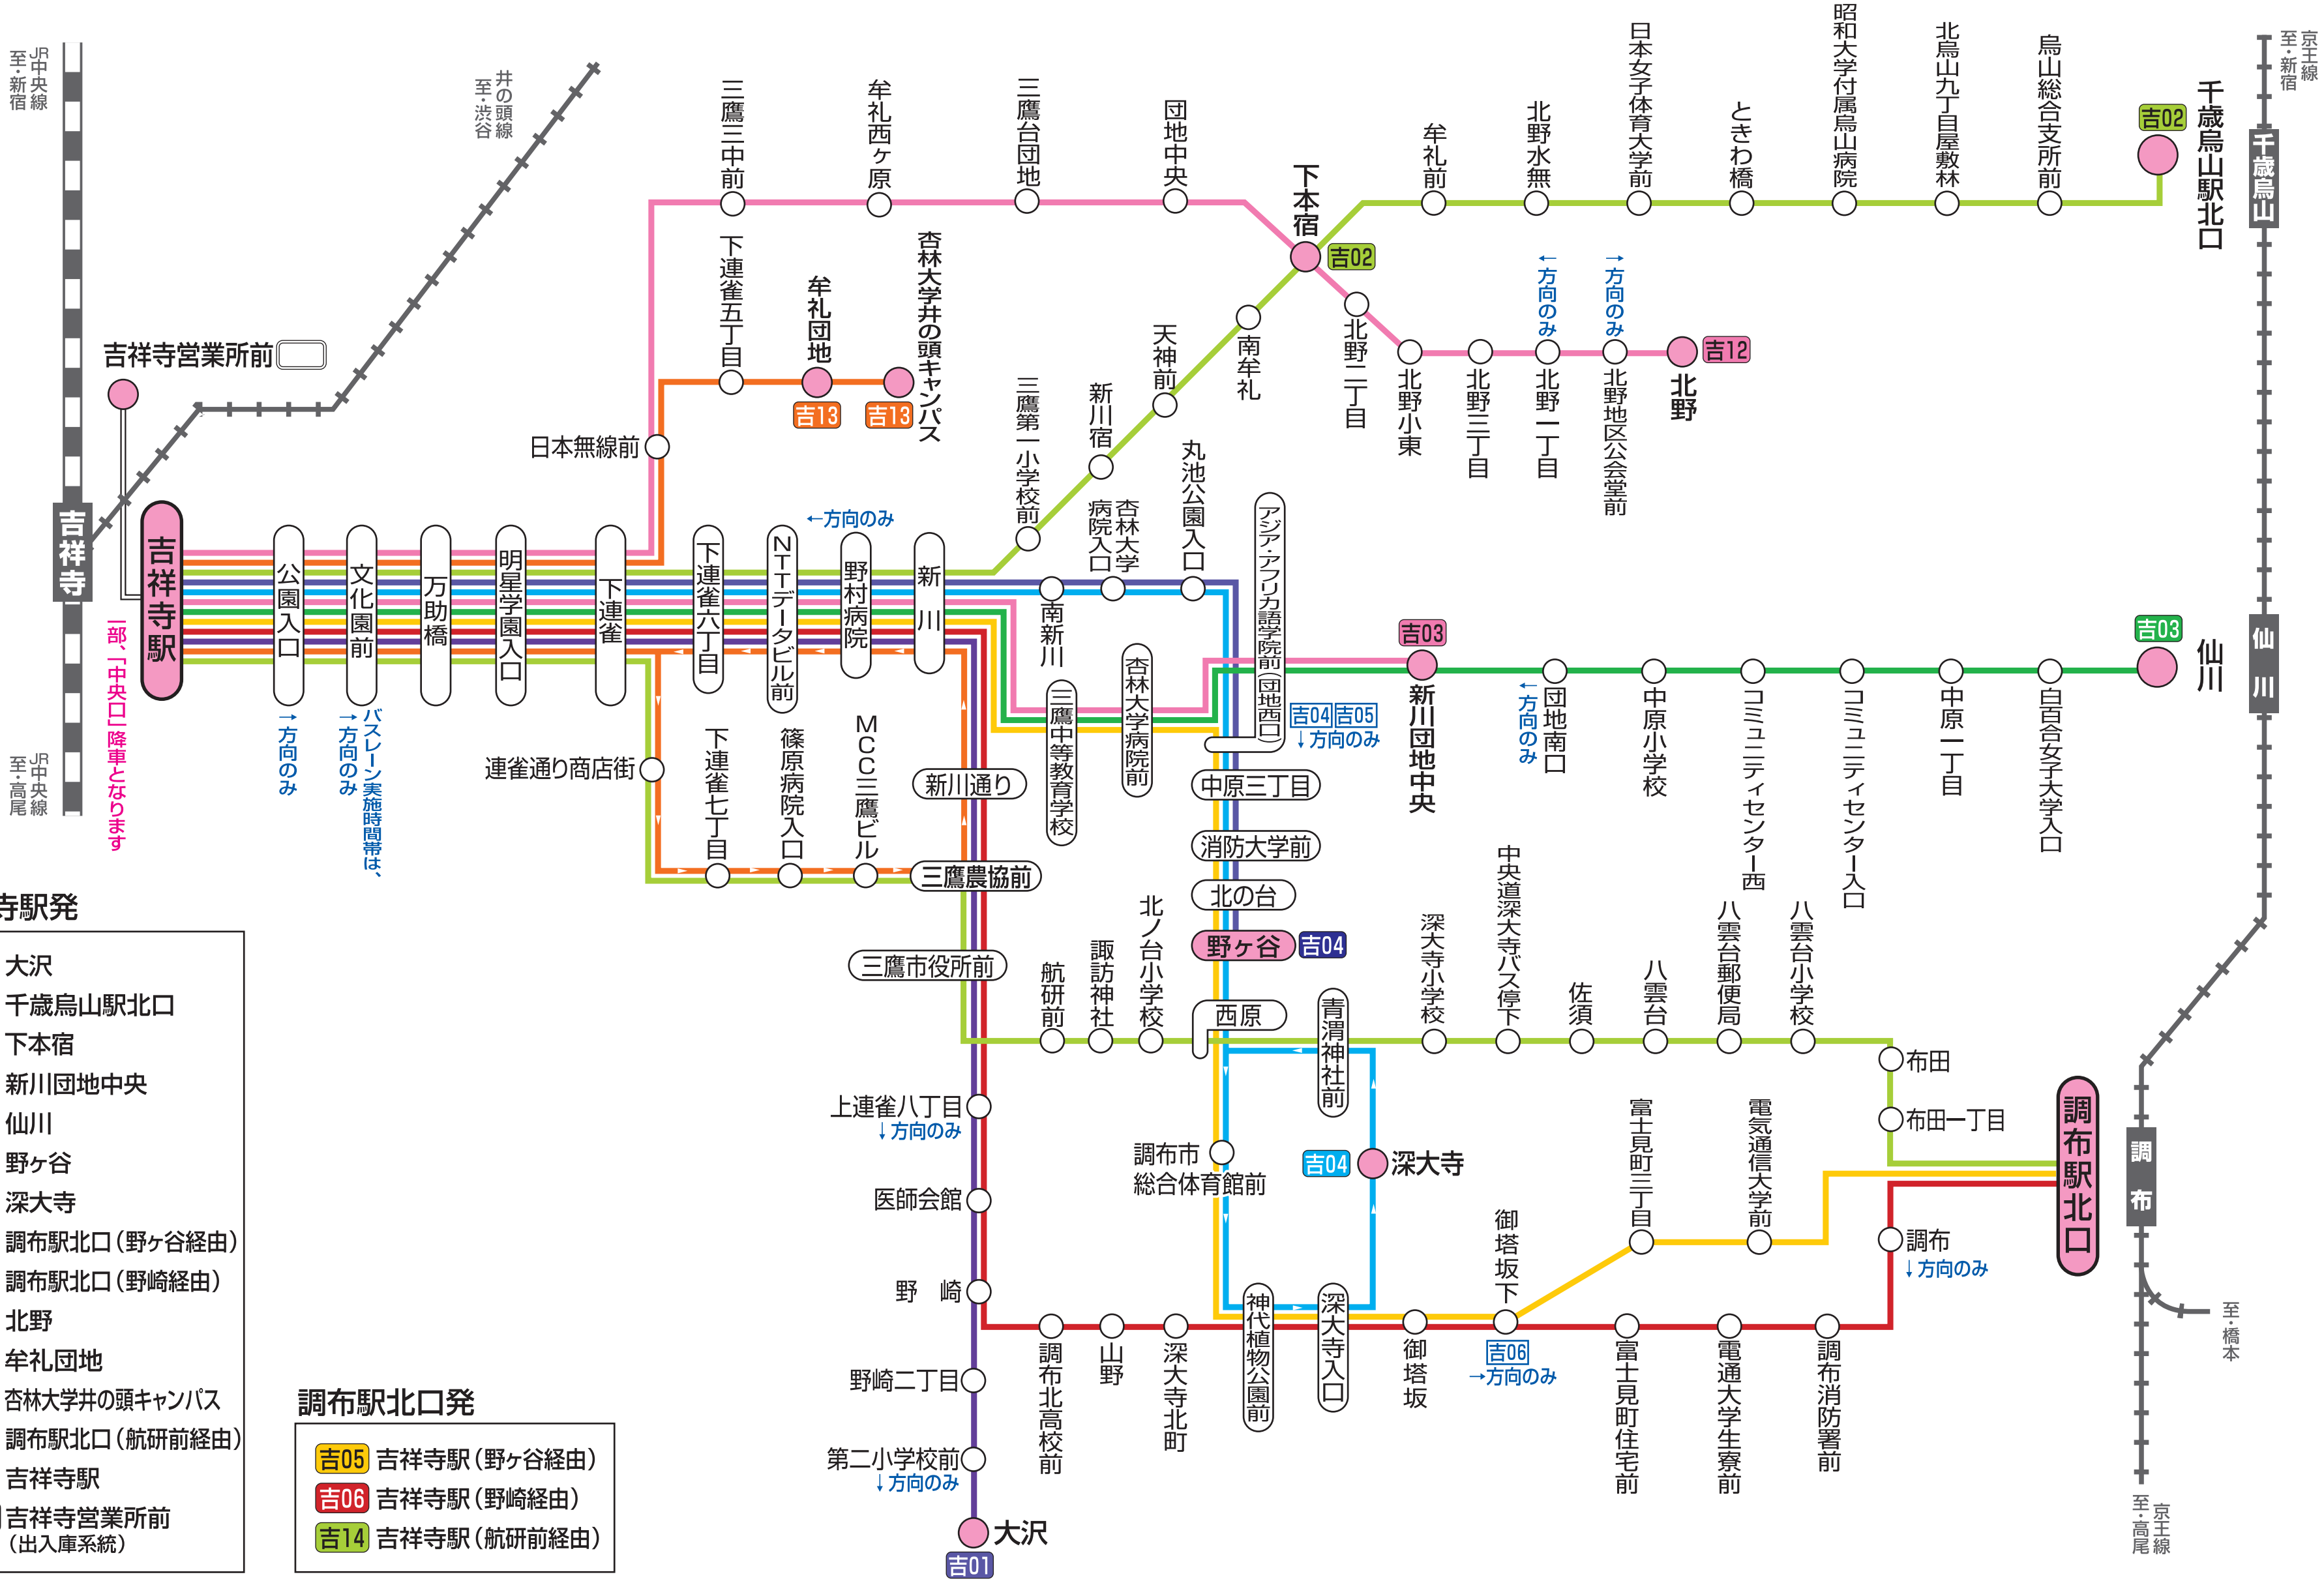 JR中央線
至・新宿
井の頭線
至・渋谷
京王線
至・新宿
三鷹三中前
牟礼西ヶ原
三鷹台団地
団地中央
下本宿
吉02
牟礼前
北野水無
日本女子体育大学前
ときわ橋
昭和大学付属烏山病院
北烏山九丁目屋敷林
烏山総合支所前
吉02
千歳烏山駅北口
千歳烏山
下連雀五丁目
牟礼団地
吉13
杏林大学井の頭キャンパス
吉13
吉祥寺営業所前
日本無線前
三鷹第一小学校前
新川宿
天神前
南牟礼
北野二丁目
北野小東
北野三丁目
←方向のみ
北野一丁目
→方向のみ
北野地区公会堂前
北野
吉12
吉祥寺
吉祥寺駅
一部、「中央口」降車となります
公園入口
→方向のみ
文化園前
バスレーン実施時間帯は、
→方向のみ
万助橋
明星学園入口
下連雀
下連雀六丁目
NTTデータビル前
←方向のみ
野村病院
新川
南新川
杏林大学
病院入口
丸池公園入口
アジア・アフリカ語学院前(団地西口)
吉04
吉05
↓方向のみ
三鷹中等教育学校
杏林大学病院前
吉03
新川団地中央
団地南口
←方向のみ
中原小学校
コミュニティセンター西
コミュニティセンター入口
中原一丁目
白百合女子大学入口
吉03
仙川
仙川
JR中央線
至・高尾
連雀通り商店街
下連雀七丁目
篠原病院入口
MCC三鷹ビル
新川通り
三鷹農協前
三鷹市役所前
中原三丁目
消防大学前
北の台
野ヶ谷
吉04
西原
航研前
諏訪神社
北ノ台小学校
青渭神社前
深大寺小学校
中央道深大寺バス停下
佐須
八雲台
八雲台郵便局
八雲台小学校
布田
布田一丁目
調布駅北口
調布
調布
↓方向のみ
上連雀八丁目
↓方向のみ
医師会館
野崎
野崎二丁目
第二小学校前
↓方向のみ
大沢
吉01
調布市
総合体育館前
吉04
深大寺
調布北高校前
山野
深大寺北町
神代植物公園前
深大寺入口
御塔坂
御塔坂下
吉06
→方向のみ
富士見町三丁目
電気通信大学前
富士見町住宅前
電通大学生寮前
調布消防署前
至・橋本
京王線
至・高尾
寺駅発
大沢
千歳烏山駅北口
下本宿
新川団地中央
仙川
野ヶ谷
深大寺
調布駅北口(野ヶ谷経由)
調布駅北口(野崎経由)
北野
牟礼団地
杏林大学井の頭キャンパス
調布駅北口(航研前経由)
吉祥寺駅
吉祥寺営業所前
(出入庫系統)
調布駅北口発
吉05 吉祥寺駅(野ヶ谷経由)
吉06 吉祥寺駅(野崎経由)
吉14 吉祥寺駅(航研前経由)